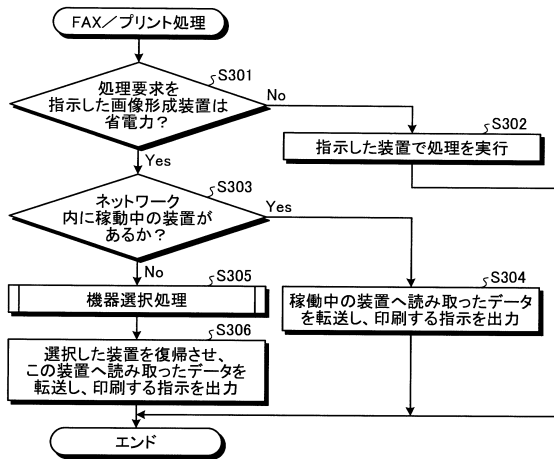 FAX／プリント処理
S301
処理要求を
指示した画像形成装置は
省電力？
No
S302
指示した装置で処理を実行
Yes
S303
ネットワーク
内に稼動中の装置が
あるか？
Yes
No
S305
機器選択処理
S304
稼働中の装置へ読み取ったデータ
を転送し、印刷する指示を出力
S306
選択した装置を復帰させ、
この装置へ読み取ったデータを
転送し、印刷する指示を出力
エンド